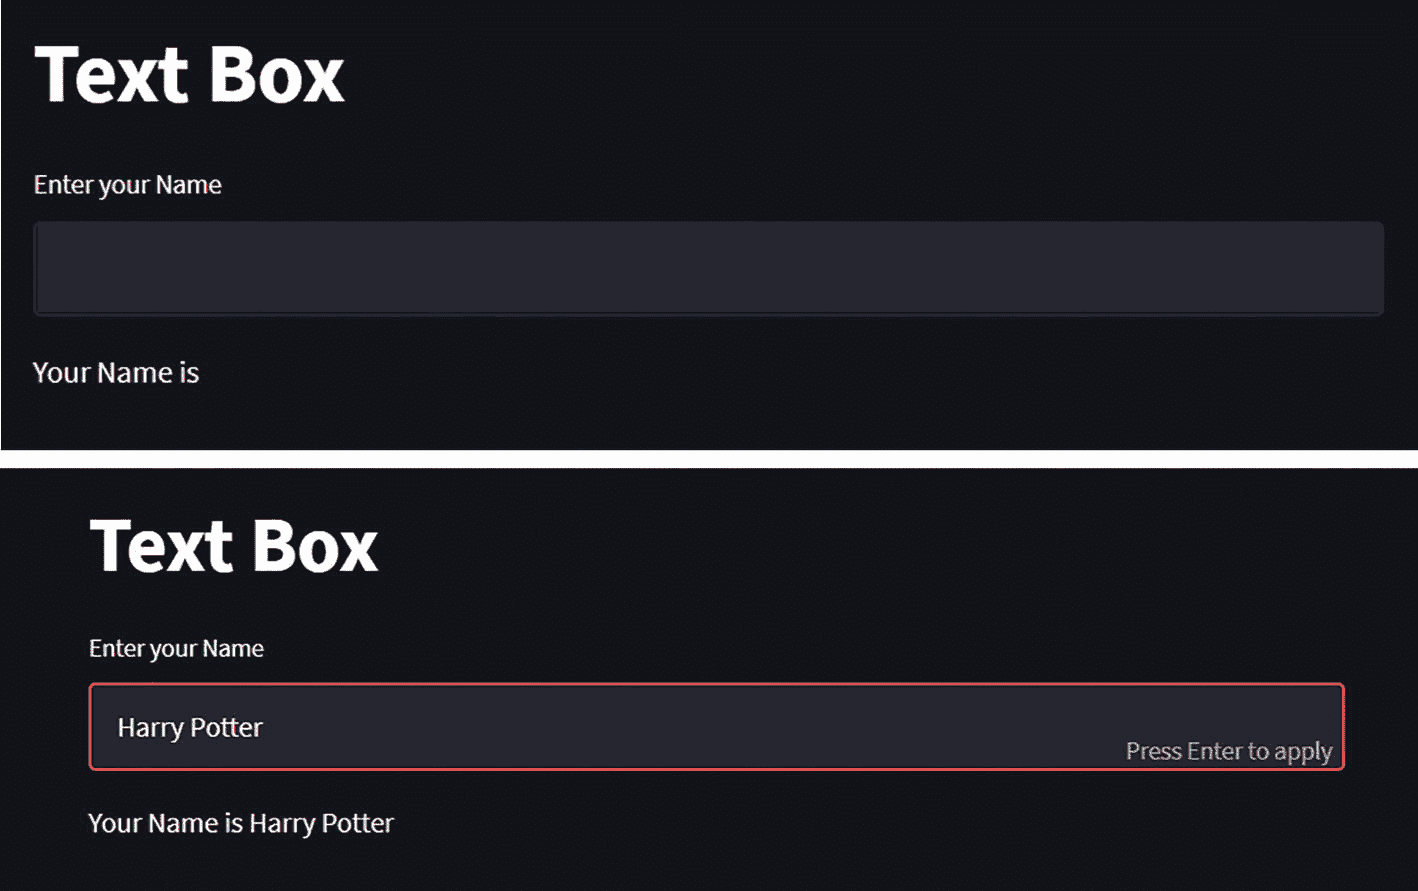 Text Box
Enter your Name
Your Name is
Text Box
Enter your Name
Harry Potter
Press Enter to apply
Your Name is Harry Potter